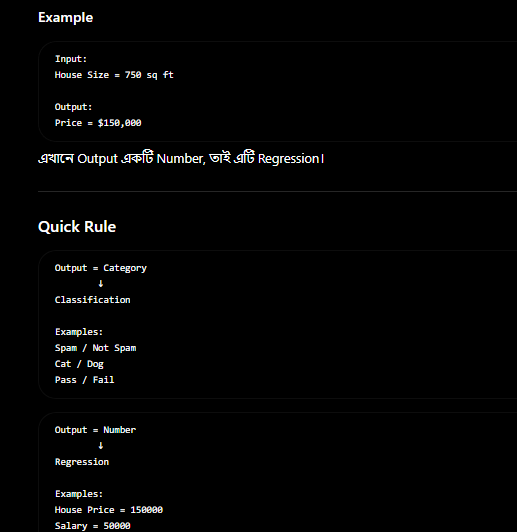 Example
Input:
House Size = 750 sq ft
Output:
Price = $150,000
এখানে Output একটি Number, তাই এটি Regression।
Quick Rule
Output = Category
↓
Classification
Examples:
Spam / Not Spam
Cat / Dog
Pass / Fail
Output = Number
↓
Regression
Examples:
House Price = 150000
Salary = 50000